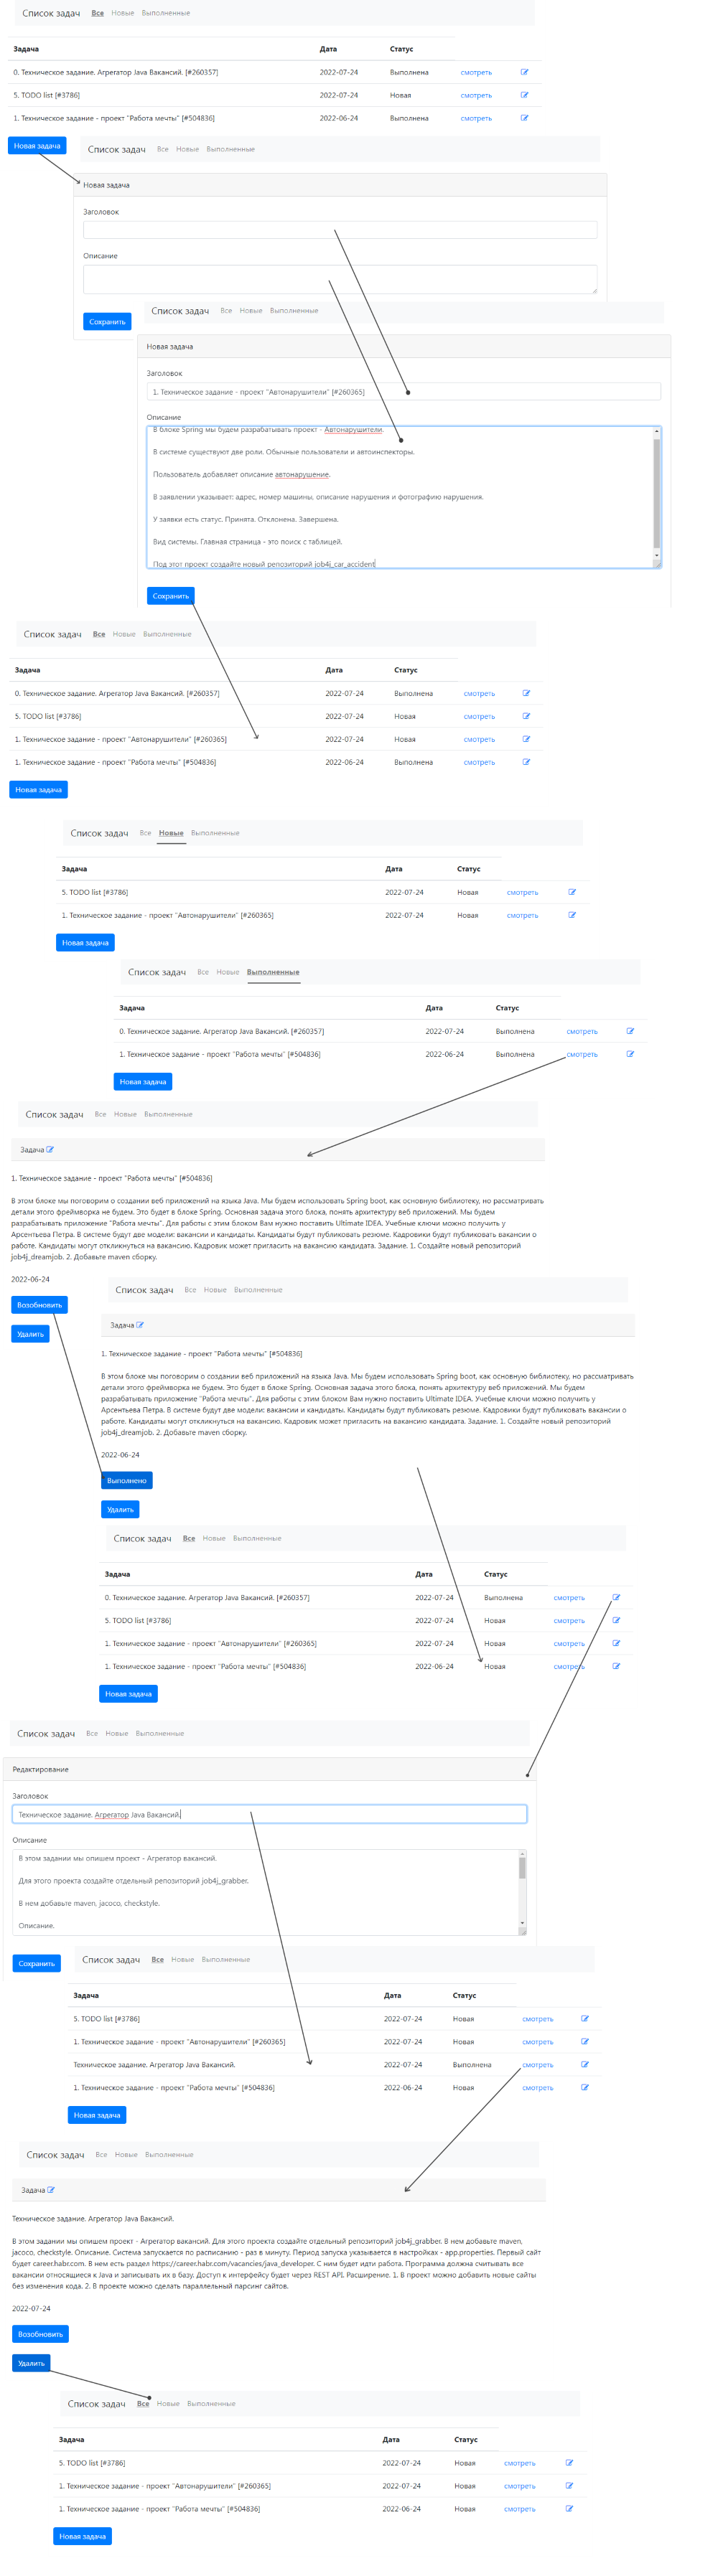 Список задач Все Новые Выполненные
Задача Дата Статус
0. Техническое задание. Агрегатор Java Вакансий. [#260357] 2022-07-24 Выполнена смотреть
5. TODO list [#3786] 2022-07-24 Новая смотреть
1. Техническое задание - проект "Работа мечты" [#504836] 2022-06-24 Выполнена смотреть
Новая задача
Список задач Все Новые Выполненные
Новая задача
Заголовок
Описание
Сохранить
Список задач Все Новые Выполненные
Новая задача
Заголовок
1. Техническое задание - проект "Автонарушители" [#260365]
Описание
В блоке Spring мы будем разрабатывать проект - Автонарушители.
В системе существуют две роли. Обычные пользователи и автоинспекторы.
Пользователь добавляет описание автонарушение.
В заявлении указывает: адрес, номер машины, описание нарушения и фотографию нарушения.
У заявки есть статус. Принята. Отклонена. Завершена.
Вид системы. Главная страница - это поиск с таблицей.
Под этот проект создайте новый репозиторий job4j_car_accident
Сохранить
Список задач Все Новые Выполненные
Задача Дата Статус
0. Техническое задание. Агрегатор Java Вакансий. [#260357] 2022-07-24 Выполнена смотреть
5. TODO list [#3786] 2022-07-24 Новая смотреть
1. Техническое задание - проект "Автонарушители" [#260365] 2022-07-24 Новая смотреть
1. Техническое задание - проект "Работа мечты" [#504836] 2022-06-24 Выполнена смотреть
Новая задача
Список задач Все Новые Выполненные
Задача Дата Статус
5. TODO list [#3786] 2022-07-24 Новая смотреть
1. Техническое задание - проект "Автонарушители" [#260365] 2022-07-24 Новая смотреть
Новая задача
Список задач Все Новые Выполненные
Задача Дата Статус
0. Техническое задание. Агрегатор Java Вакансий. [#260357] 2022-07-24 Выполнена смотреть
1. Техническое задание - проект "Работа мечты" [#504836] 2022-06-24 Выполнена смотреть
Новая задача
Список задач Все Новые Выполненные
Задача
1. Техническое задание - проект "Работа мечты" [#504836]
В этом блоке мы поговорим о создании веб приложений на языка Java. Мы будем использовать Spring boot, как основную библиотеку, но рассматривать
детали этого фреймворка не будем. Это будет в блоке Spring. Основная задача этого блока, понять архитектуру веб приложений. Мы будем
разрабатывать приложение "Работа мечты". Для работы с этим блоком Вам нужно поставить Ultimate IDEA. Учебные ключи можно получить у
Арсентьева Петра. В системе будут две модели: вакансии и кандидаты. Кандидаты будут публиковать резюме. Кадровики будут публиковать вакансии о
работе. Кандидаты могут откликнуться на вакансию. Кадровик может пригласить на вакансию кандидата. Задание. 1. Создайте новый репозиторий
job4j_dreamjob. 2. Добавьте maven сборку.
2022-06-24
Возобновить
Удалить
Список задач Все Новые Выполненные
Задача
1. Техническое задание - проект "Работа мечты" [#504836]
В этом блоке мы поговорим о создании веб приложений на языка Java. Мы будем использовать Spring boot, как основную библиотеку, но рассматривать
детали этого фреймворка не будем. Это будет в блоке Spring. Основная задача этого блока, понять архитектуру веб приложений. Мы будем
разрабатывать приложение "Работа мечты". Для работы с этим блоком Вам нужно поставить Ultimate IDEA. Учебные ключи можно получить у
Арсентьева Петра. В системе будут две модели: вакансии и кандидаты. Кандидаты будут публиковать резюме. Кадровики будут публиковать вакансии о
работе. Кандидаты могут откликнуться на вакансию. Кадровик может пригласить на вакансию кандидата. Задание. 1. Создайте новый репозиторий
job4j_dreamjob. 2. Добавьте maven сборку.
2022-06-24
Выполнено
Удалить
Список задач Все Новые Выполненные
Задача Дата Статус
0. Техническое задание. Агрегатор Java Вакансий. [#260357] 2022-07-24 Выполнена смотреть
5. TODO list [#3786] 2022-07-24 Новая смотреть
1. Техническое задание - проект "Автонарушители" [#260365] 2022-07-24 Новая смотреть
1. Техническое задание - проект "Работа мечты" [#504836] 2022-06-24 Новая смотреть
Новая задача
Список задач Все Новые Выполненные
Редактирование
Заголовок
Техническое задание. Агрегатор Java Вакансий.
Описание
В этом задании мы опишем проект - Агрегатор вакансий.
Для этого проекта создайте отдельный репозиторий job4j_grabber.
В нем добавьте maven, jacoco, checkstyle.
Описание.
Сохранить
Список задач Все Новые Выполненные
Задача Дата Статус
5. TODO list [#3786] 2022-07-24 Новая смотреть
1. Техническое задание - проект "Автонарушители" [#260365] 2022-07-24 Новая смотреть
Техническое задание. Агрегатор Java Вакансий. 2022-07-24 Выполнена смотреть
1. Техническое задание - проект "Работа мечты" [#504836] 2022-06-24 Новая смотреть
Новая задача
Список задач Все Новые Выполненные
Задача
Техническое задание. Агрегатор Java Вакансий.
В этом задании мы опишем проект - Агрегатор вакансий. Для этого проекта создайте отдельный репозиторий job4j_grabber. В нем добавьте maven,
jacoco, checkstyle. Описание. Система запускается по расписанию - раз в минуту. Период запуска указывается в настройках - app.properties. Первый сайт
будет career.habr.com. В нем есть раздел https://career.habr.com/vacancies/java_developer. С ним будет идти работа. Программа должна считывать все
вакансии относящиеся к Java и записывать их в базу. Доступ к интерфейсу будет через REST API. Расширение. 1. В проект можно добавить новые сайты
без изменения кода. 2. В проекте можно сделать параллельный парсинг сайтов.
2022-07-24
Возобновить
Удалить
Список задач Все Новые Выполненные
Задача Дата Статус
5. TODO list [#3786] 2022-07-24 Новая смотреть
1. Техническое задание - проект "Автонарушители" [#260365] 2022-07-24 Новая смотреть
1. Техническое задание - проект "Работа мечты" [#504836] 2022-06-24 Новая смотреть
Новая задача